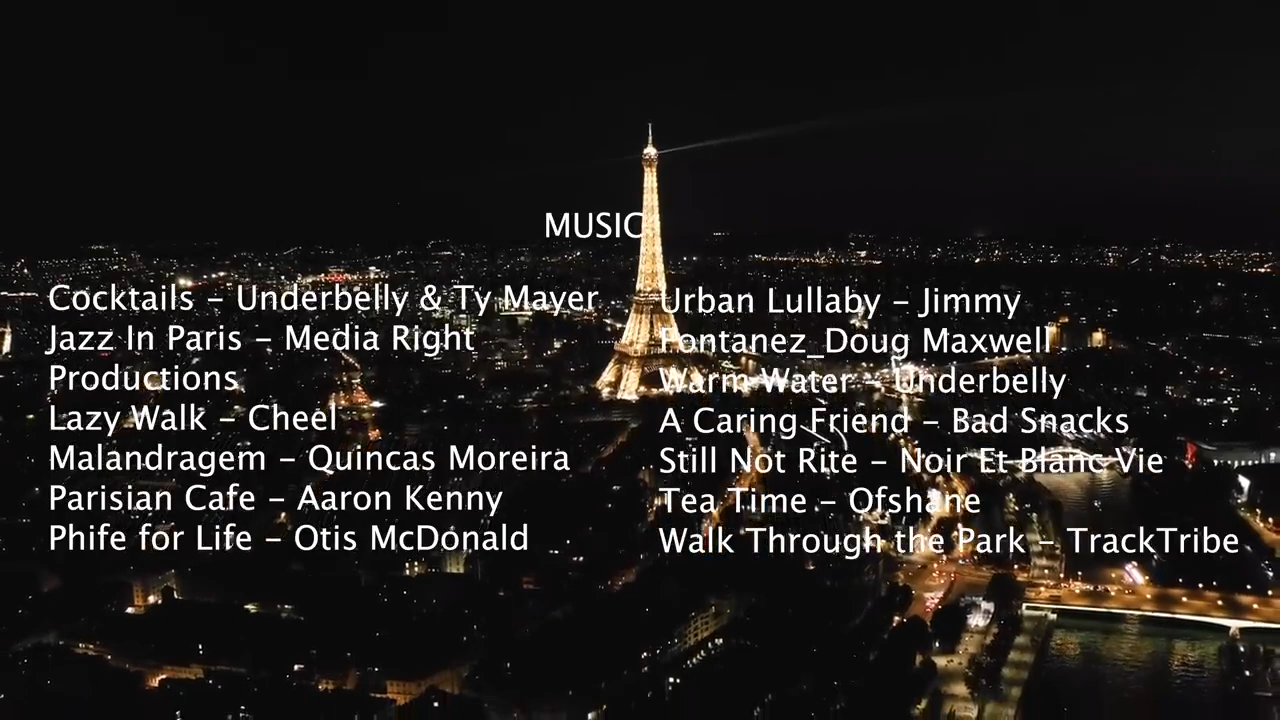 MUSIC
Cocktails – Underbelly & Ty Mayer
Jazz In Paris – Media Right
Productions
Lazy Walk – Cheel
Malandragem – Quincas Moreira
Parisian Cafe – Aaron Kenny
Phife for Life – Otis McDonald
Urban Lullaby – Jimmy
Fontanez_Doug Maxwell
Warm Water – Underbelly
A Caring Friend – Bad Snacks
Still Not Rite – Noir Et Blanc Vie
Tea Time – Ofshane
Walk Through the Park – TrackTribe